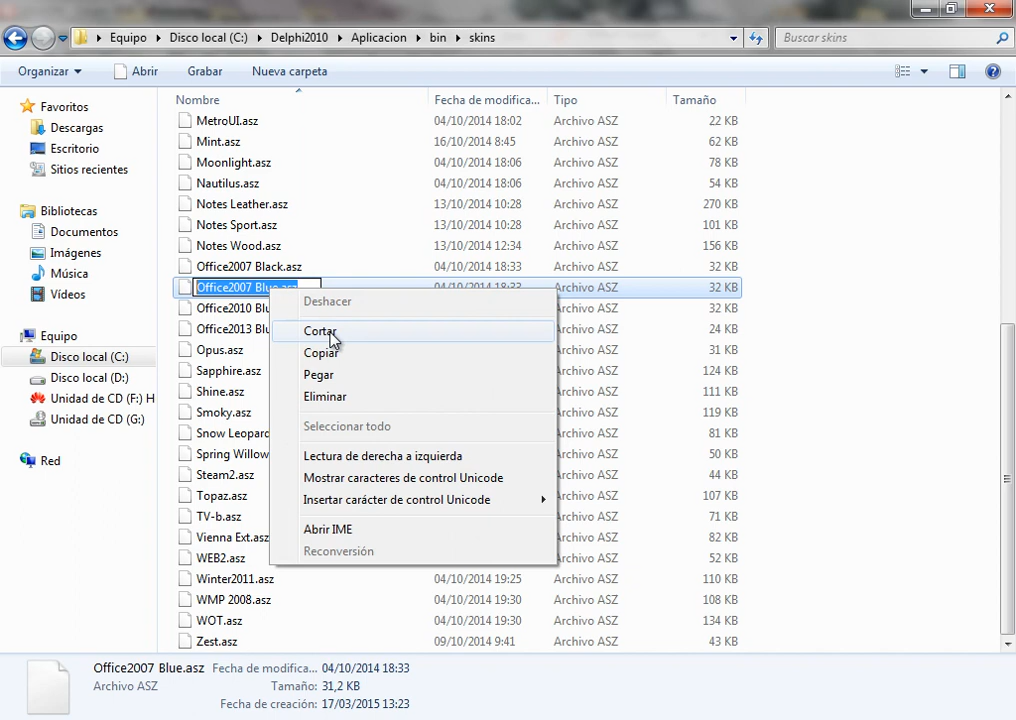 Equipo Disco local (C:) Delphi2010 Aplicacion bin skins Buscar skins
Organizar Abrir Grabar Nueva carpeta
Favoritos
Descargas
Escritorio
Sitios recientes
Bibliotecas
Documentos
Imágenes
Música
Vídeos
Equipo
Disco local (C:)
Disco local (D:)
Unidad de CD (F:) H
Unidad de CD (G:)
Red
Nombre Fecha de modifica... Tipo Tamaño
MetroUI.asz 04/10/2014 18:02 Archivo ASZ 22 KB
Mint.asz 16/10/2014 8:45 Archivo ASZ 62 KB
Moonlight.asz 04/10/2014 18:06 Archivo ASZ 78 KB
Nautilus.asz 04/10/2014 18:06 Archivo ASZ 54 KB
Notes Leather.asz 13/10/2014 10:28 Archivo ASZ 270 KB
Notes Sport.asz 13/10/2014 10:28 Archivo ASZ 101 KB
Notes Wood.asz 13/10/2014 12:34 Archivo ASZ 156 KB
Office2007 Black.asz 04/10/2014 18:33 Archivo ASZ 32 KB
Office2007 Blue.asz 04/10/2014 18:33 Archivo ASZ 32 KB
Office2010 Blu Archivo ASZ 32 KB
Office2013 Blu Archivo ASZ 24 KB
Opus.asz Archivo ASZ 31 KB
Sapphire.asz Archivo ASZ 124 KB
Shine.asz Archivo ASZ 111 KB
Smoky.asz Archivo ASZ 119 KB
Snow Leopard Archivo ASZ 81 KB
Spring Willow Archivo ASZ 50 KB
Steam2.asz Archivo ASZ 44 KB
Topaz.asz Archivo ASZ 107 KB
TV-b.asz Archivo ASZ 71 KB
Vienna Ext.asz Archivo ASZ 82 KB
WEB2.asz Archivo ASZ 52 KB
Winter2011.asz 04/10/2014 19:25 Archivo ASZ 110 KB
WMP 2008.asz 04/10/2014 19:30 Archivo ASZ 108 KB
WOT.asz 04/10/2014 19:30 Archivo ASZ 134 KB
Zest.asz 09/10/2014 9:41 Archivo ASZ 43 KB
Deshacer
Cortar
Copiar
Pegar
Eliminar
Seleccionar todo
Lectura de derecha a izquierda
Mostrar caracteres de control Unicode
Insertar carácter de control Unicode
Abrir IME
Reconversión
Office2007 Blue.asz Fecha de modifica... 04/10/2014 18:33
Archivo ASZ Tamaño: 31,2 KB
Fecha de creación: 17/03/2015 13:23